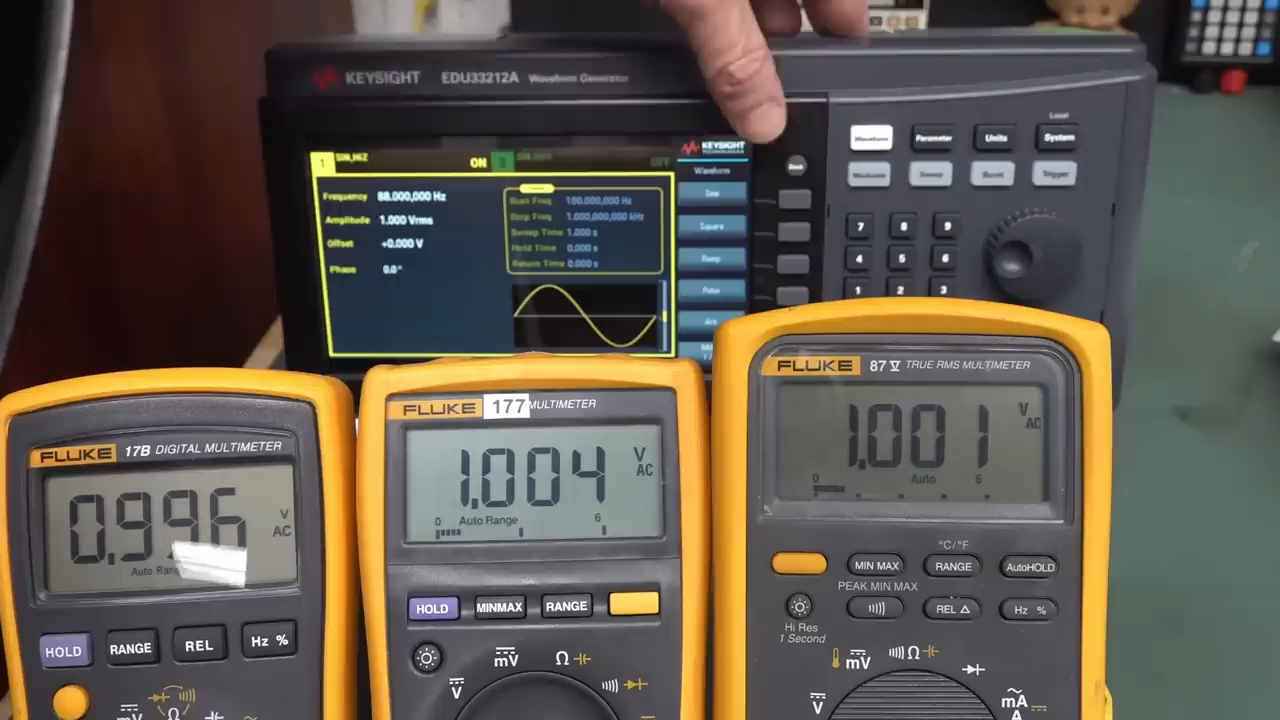 KEYSIGHT EDU33212A Waveform Generator
1 ON OFF
KEYSIGHT
Waveform
Frequency 88.000,000 Hz
Amplitude 1.000 Vrms
Offset +0.000 V
Phase 0.0°
Start Freq 100.000,000 Hz
Stop Freq 1.000,000,000 kHz
Sweep Time 1.000 s
Hold Time 0.000 s
Return Time 0.000 s
Sine
Square
Ramp
Pulse
Arb
Local
Waveform Parameter Units System
Modulate Sweep Burst Trigger
7 8 9
4 5 6
1 2 3
FLUKE 17B DIGITAL MULTIMETER
0.996 V AC
Auto Range
HOLD RANGE REL Hz %
mV Ω
FLUKE 177 MULTIMETER
1.004 V AC
0 Auto Range 6
HOLD MINMAX RANGE
mV Ω
V
FLUKE 87 V TRUE RMS MULTIMETER
1.001 V AC
0 Auto 6
°C/°F
MIN MAX RANGE AutoHOLD
PEAK MIN MAX
REL Δ Hz %
Hi Res
1 Second
mV Ω
V mA
A